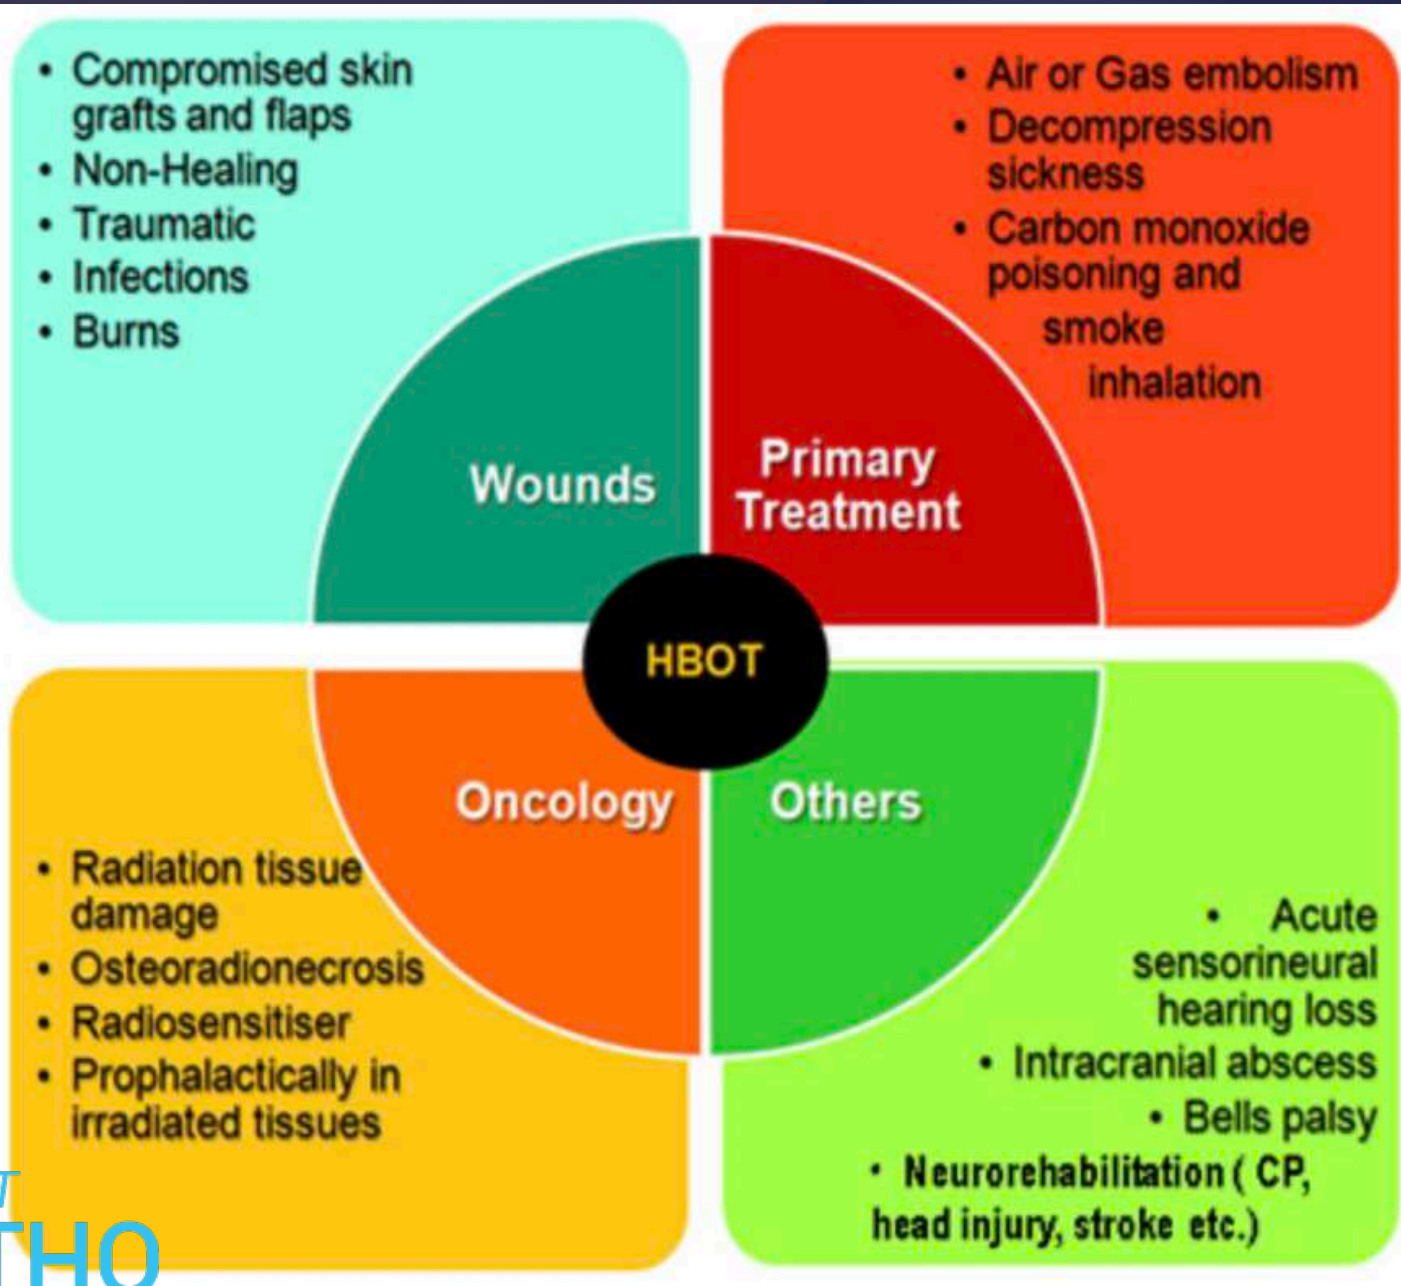 • Compromised skin
grafts and flaps
• Non-Healing
• Traumatic
• Infections
• Burns
Wounds
• Air or Gas embolism
• Decompression
sickness
• Carbon monoxide
poisoning and
smoke
inhalation
Primary
Treatment
HBOT
Oncology
• Radiation tissue
damage
• Osteoradionecrosis
• Radiosensitiser
• Prophalactically in
irradiated tissues
Others
• Acute
sensorineural
hearing loss
• Intracranial abscess
• Bells palsy
• Neurorehabilitation ( CP,
head injury, stroke etc.)
THO